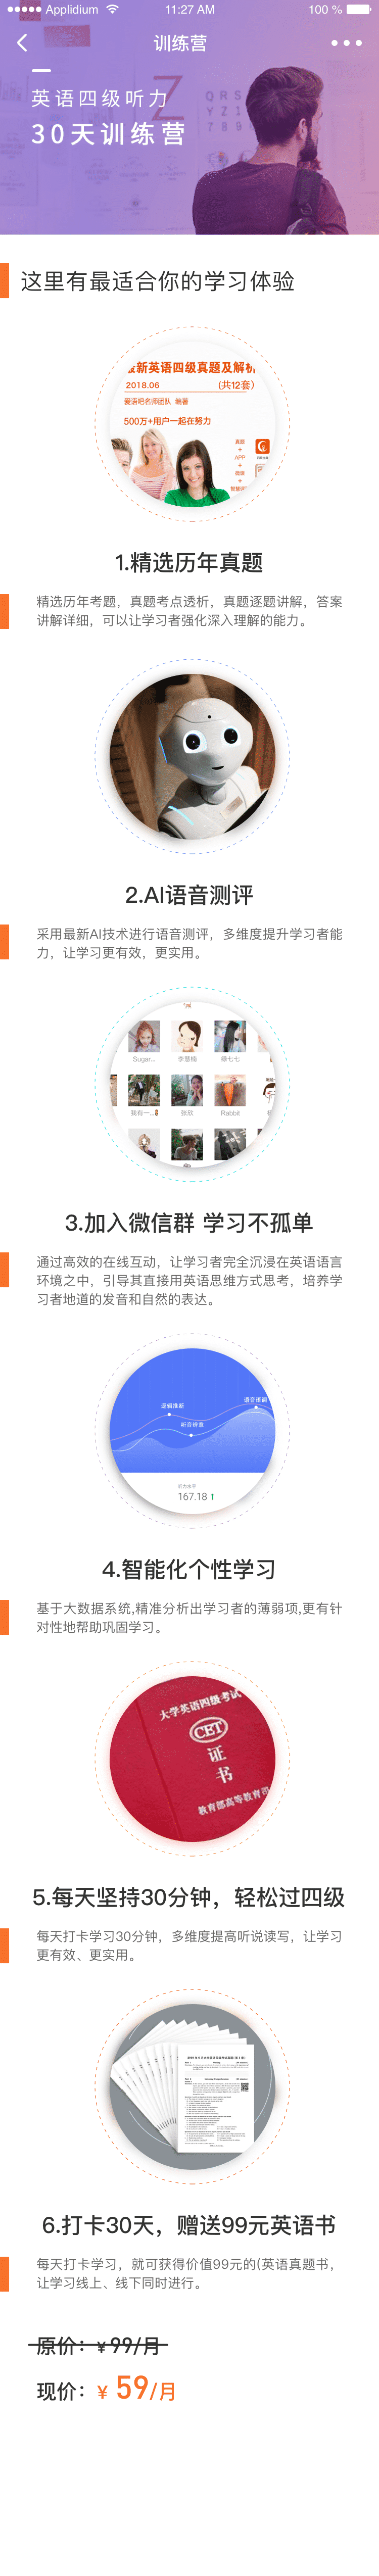 Applidium 11:27 AM 100 %
训练营
英语四级听力
30天训练营
这里有最适合你的学习体验
最新英语四级真题及解析
2018.06 (共12套)
爱语吧名师团队 编著
500万+用户一起在努力
真题
+
APP
+
微课
+
1.精选历年真题
精选历年考题，真题考点透析，真题逐题讲解，答案
讲解详细，可以让学习者强化深入理解的能力。
2.AI语音测评
采用最新AI技术进行语音测评，多维度提升学习者能
力，让学习更有效，更实用。
Sugar... 李慧楠 穆七七
我有一... 张欣 Rabbit
3.加入微信群 学习不孤单
通过高效的在线互动，让学习者完全沉浸在英语语言
环境之中，引导其直接用英语思维方式思考，培养学
习者地道的发音和自然的表达。
语音语调
逻辑推断
听音辨意
听力水平
167.18 ↑
4.智能化个性学习
基于大数据系统,精准分析出学习者的薄弱项,更有针
对性地帮助巩固学习。
大学英语四级考试
CET
证
书
教育部高等教育司
5.每天坚持30分钟，轻松过四级
每天打卡学习30分钟，多维度提高听说读写，让学习
更有效、更实用。
6.打卡30天，赠送99元英语书
每天打卡学习，就可获得价值99元的(英语真题书，
让学习线上、线下同时进行。
原价：¥99/月
现价：¥ 59/月